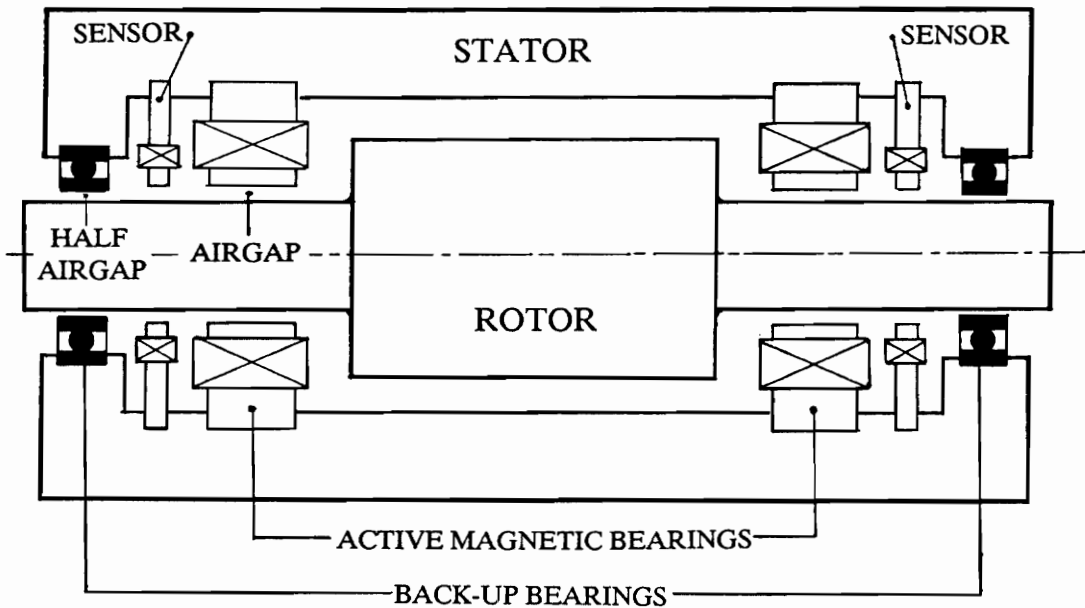 SENSOR
STATOR
SENSOR
HALF
AIRGAP
AIRGAP
ROTOR
ACTIVE MAGNETIC BEARINGS
BACK-UP BEARINGS